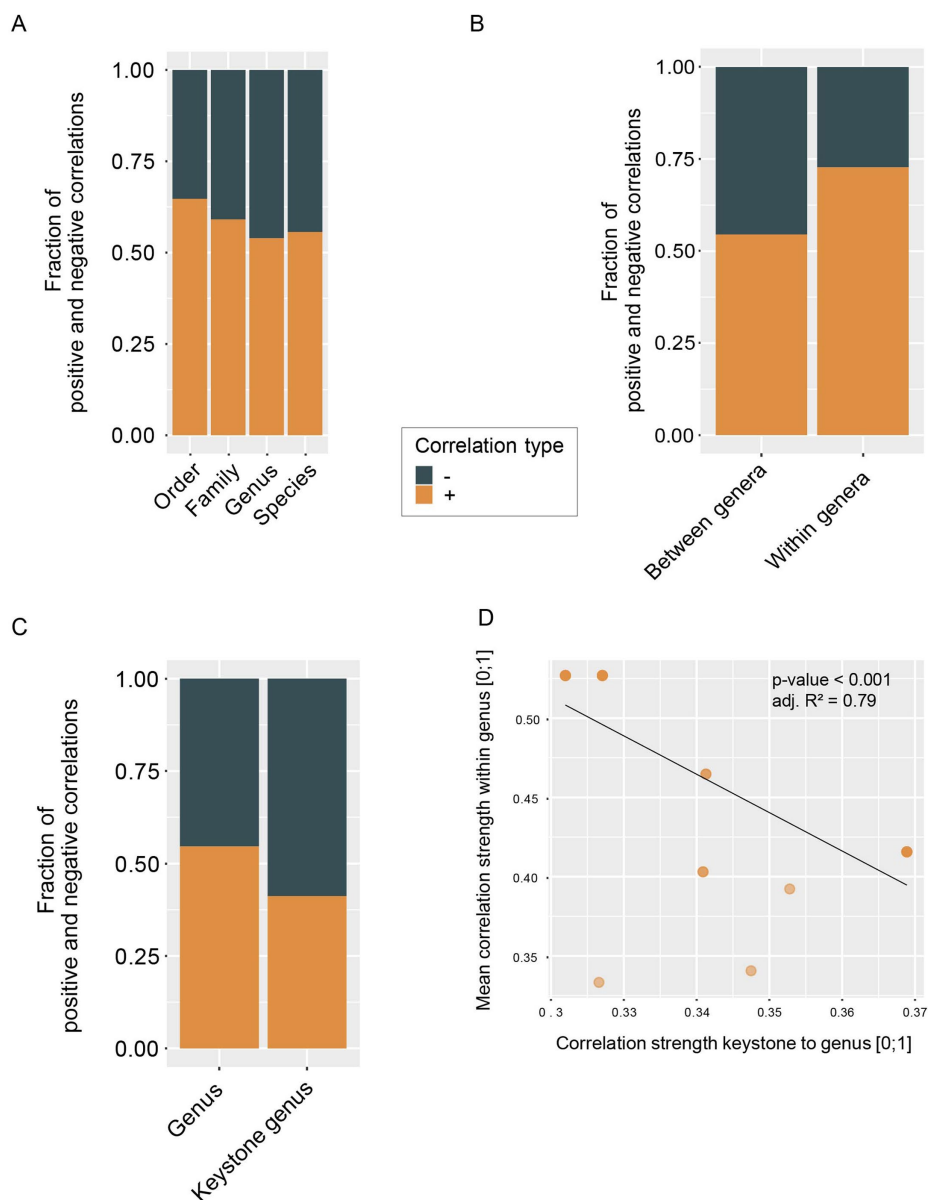 A
Fraction of
positive and negative correlations
1.00
0.75
0.50
0.25
0.00
Order
Family
Genus
Species
B
Fraction of
positive and negative correlations
1.00
0.75
0.50
0.25
0.00
Between genera
Within genera
Correlation type
-
+
C
Fraction of
positive and negative correlations
1.00
0.75
0.50
0.25
0.00
Genus
Keystone genus
D
Mean correlation strength within genus [0;1]
p-value < 0.001
adj. R² = 0.79
0.50
0.45
0.40
0.35
0.3 0.33 0.34 0.35 0.36 0.37
Correlation strength keystone to genus [0;1]